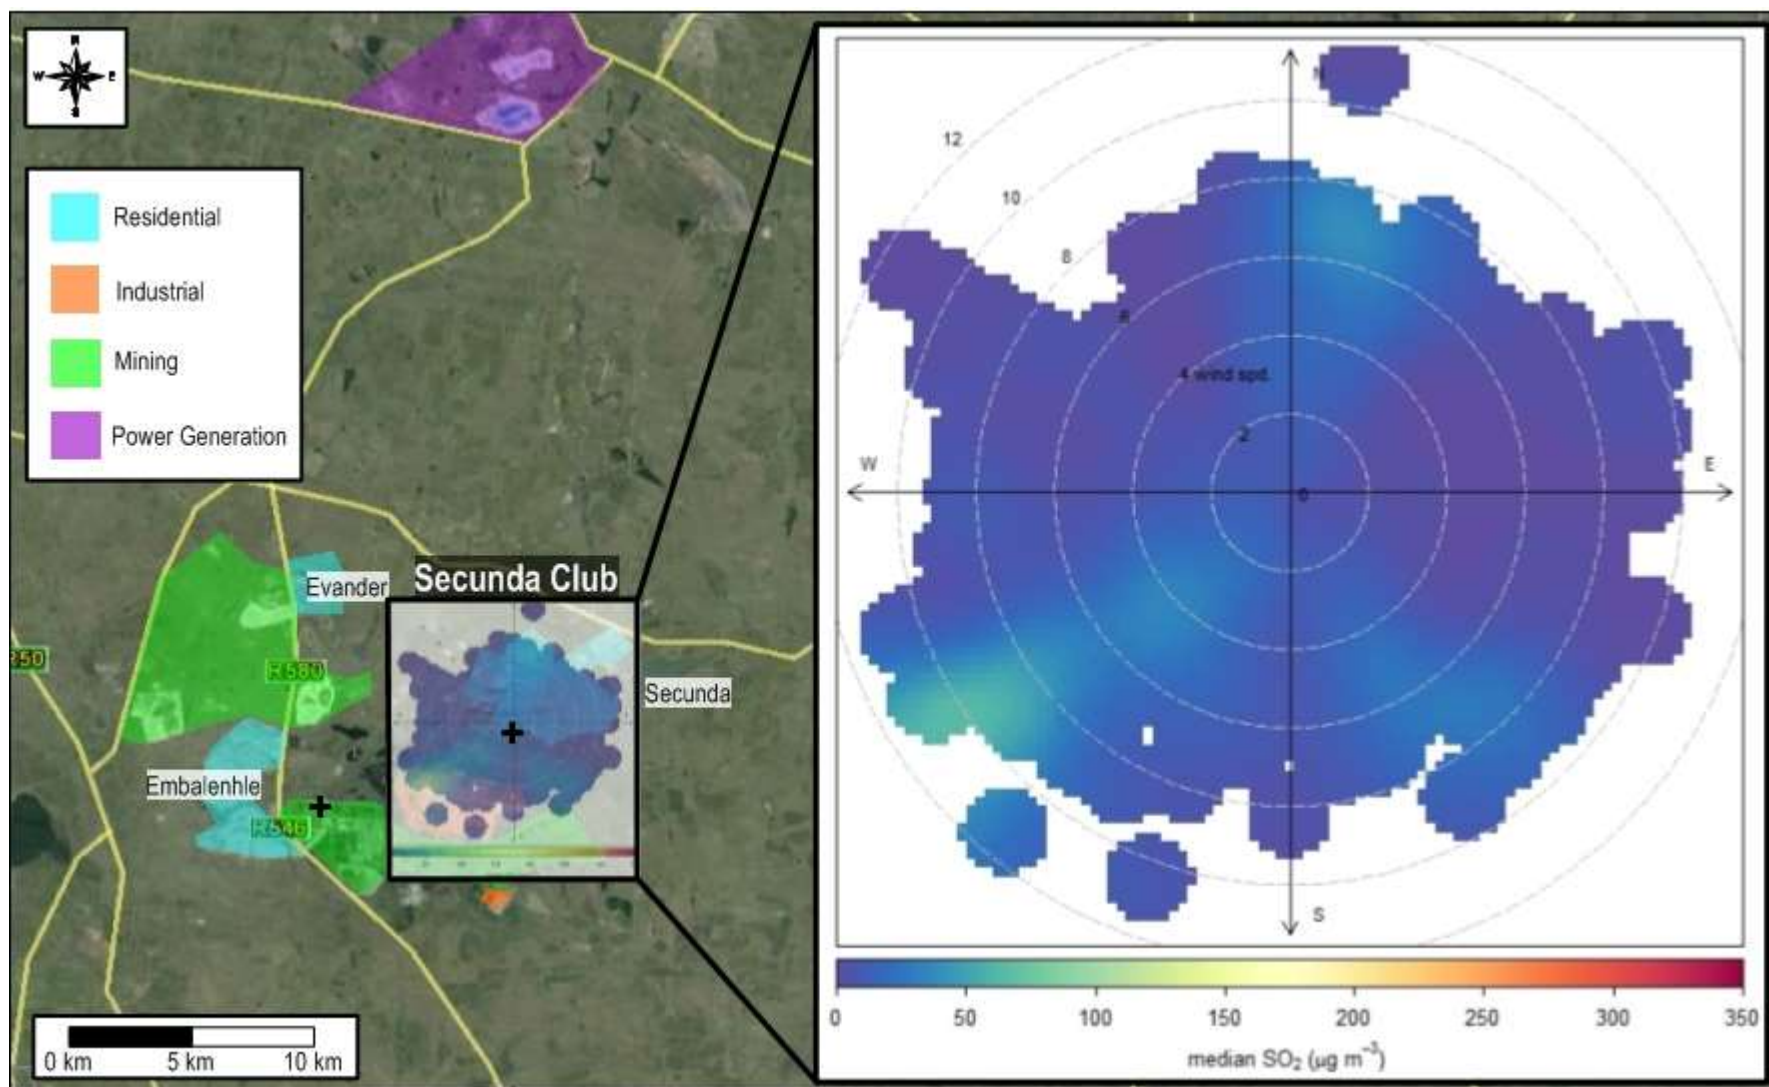 N
W E
S
Residential
Industrial
Mining
Power Generation
Evander
Secunda Club
R580
Secunda
Embalenhle
R546
0 km 5 km 10 km
N
12
10
8
6
4 wind spd.
2
W E
0
S
0 50 100 150 200 250 300 350
median SO₂ (µg m⁻³)